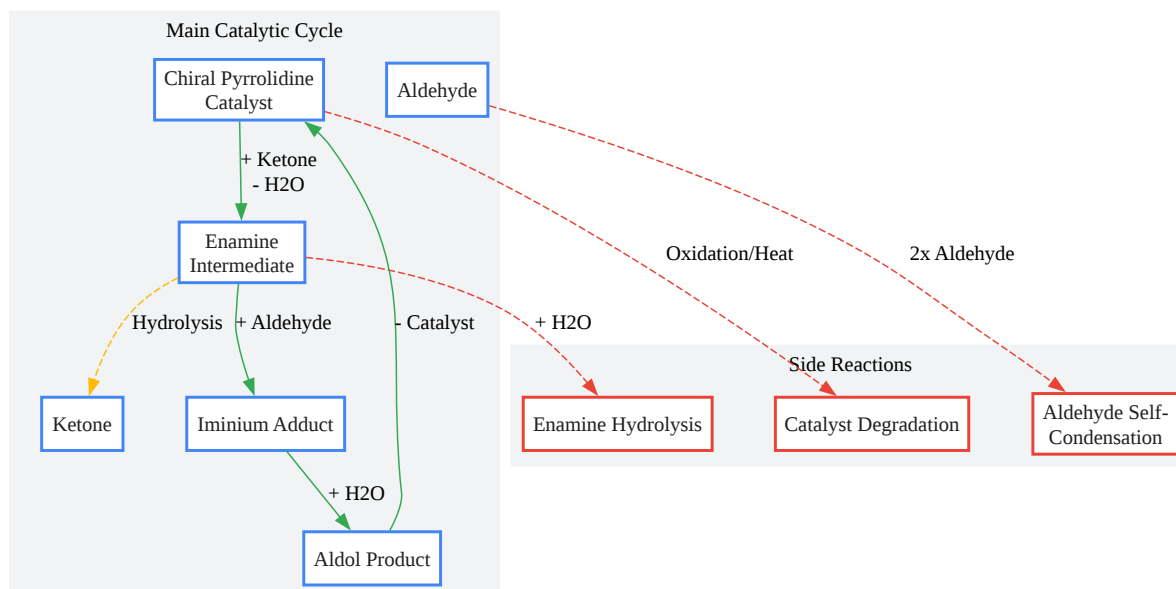 Main Catalytic Cycle
Chiral Pyrrolidine
Catalyst
Aldehyde
+ Ketone
- H2O
Enamine
Intermediate
Oxidation/Heat
2x Aldehyde
Hydrolysis
+ Aldehyde
- Catalyst
+ H2O
Side Reactions
Ketone
Iminium Adduct
Enamine Hydrolysis
Catalyst Degradation
Aldehyde Self-
Condensation
+ H2O
Aldol Product